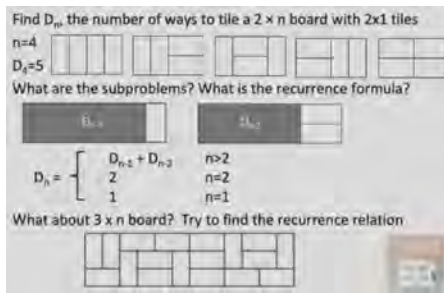 Find Dₙ, the number of ways to tile a 2 × n board with 2x1 tiles
n=4
D₄=5
What are the subproblems? What is the recurrence formula?
Dₙ₋₁ Dₙ₋₂
Dₙ₋₁ + Dₙ₋₂ n>2
Dₙ = { 2 n=2
1 n=1
What about 3 x n board? Try to find the recurrence relation